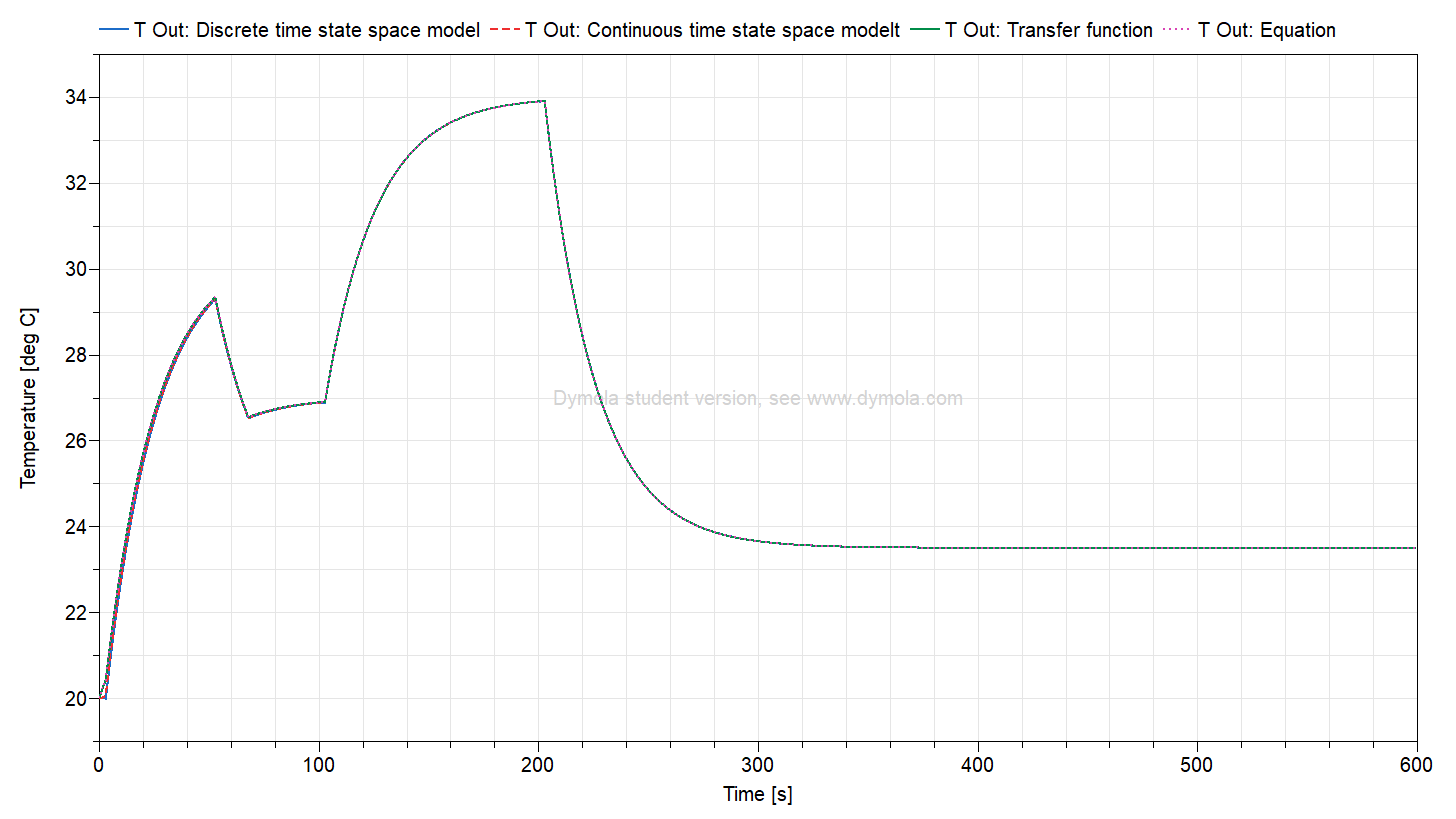 T Out: Discrete time state space model T Out: Continuous time state space modelt T Out: Transfer function T Out: Equation
34
32
30
28
26
24
22
20
Temperature [deg C]
Dymola student version, see www.dymola.com
0 100 200 300 400 500 600
Time [s]